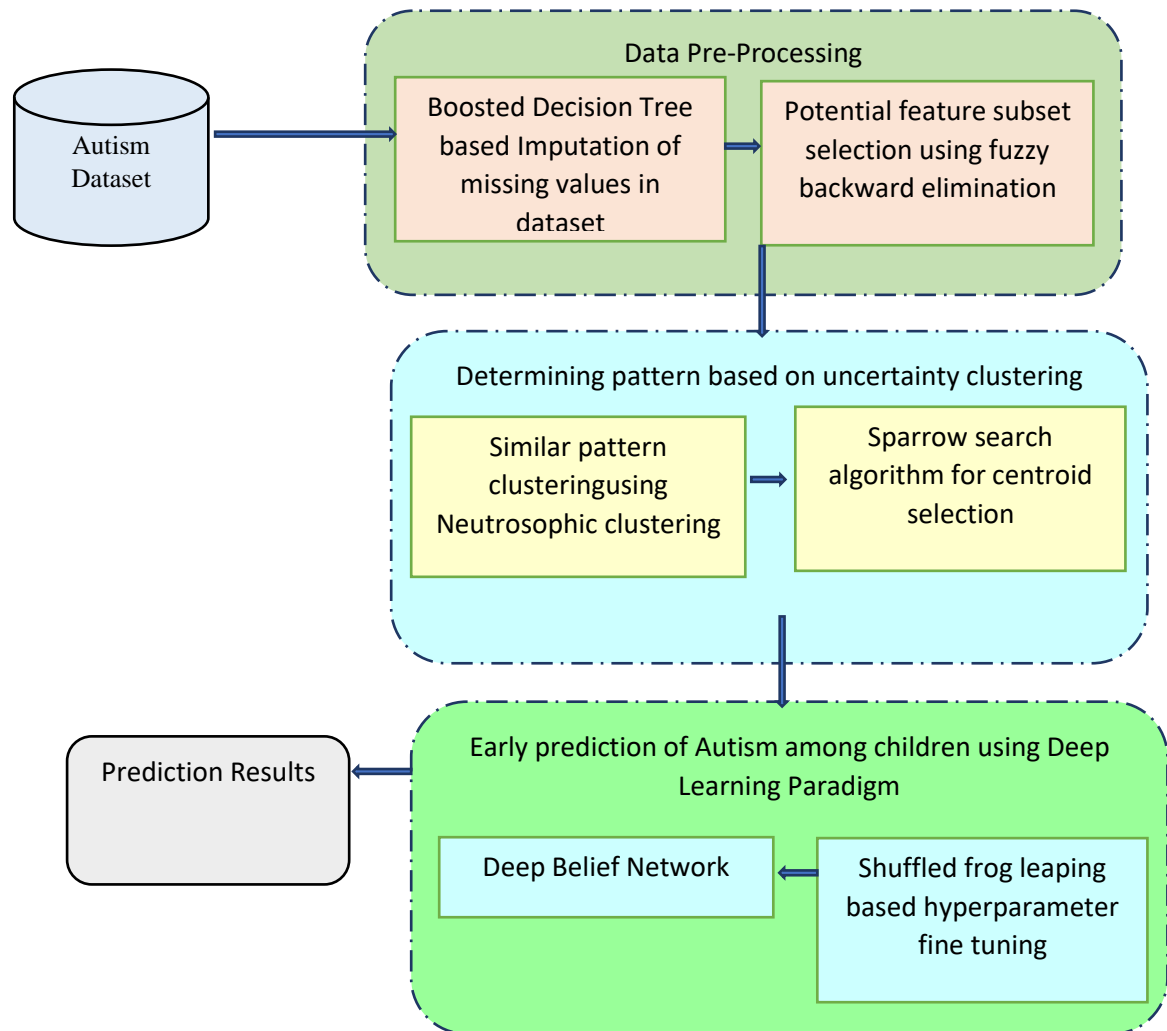 Data Pre-Processing
Autism
Dataset
Boosted Decision Tree
based Imputation of
missing values in
dataset
Potential feature subset
selection using fuzzy
backward elimination
Determining pattern based on uncertainty clustering
Similar pattern
clusteringusing
Neutrosophic clustering
Sparrow search
algorithm for centroid
selection
Early prediction of Autism among children using Deep
Learning Paradigm
Prediction Results
Deep Belief Network
Shuffled frog leaping
based hyperparameter
fine tuning